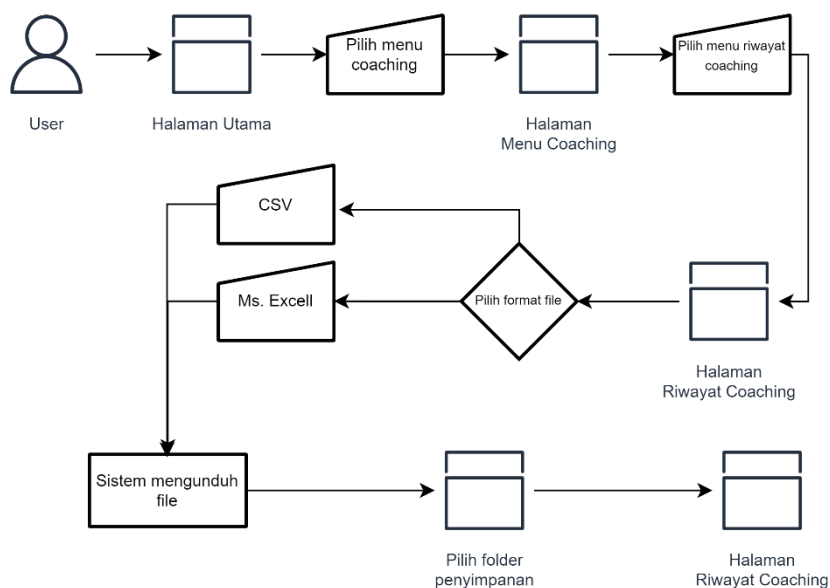 Pilih menu
coaching
Pilih menu riwayat
coaching
User
Halaman Utama
Halaman
Menu Coaching
CSV
Ms. Excell
Pilih format file
Halaman
Riwayat Coaching
Sistem mengunduh
file
Pilih folder
penyimpanan
Halaman
Riwayat Coaching